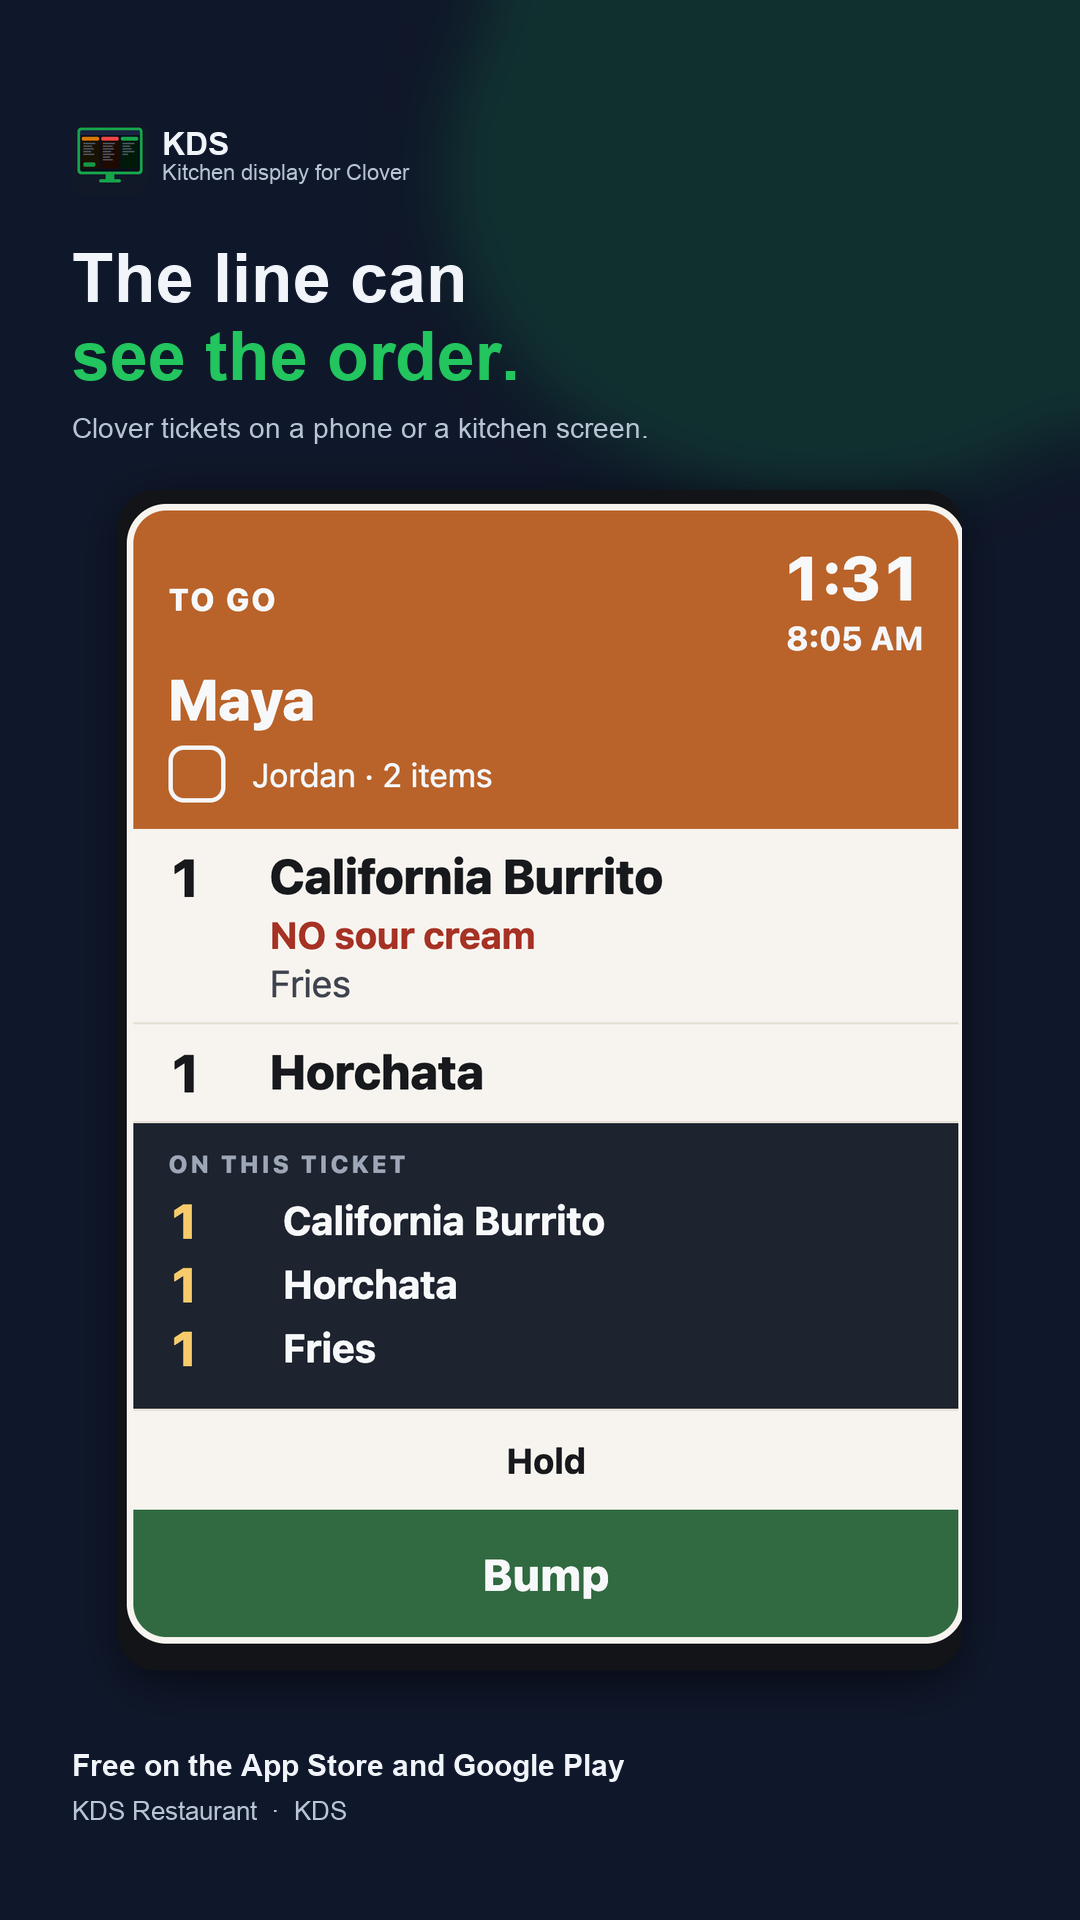 KDS
Kitchen display for Clover
The line can
see the order.
Clover tickets on a phone or a kitchen screen.
TO GO
1:31
8:05 AM
Maya
Jordan · 2 items
1 California Burrito
NO sour cream
Fries
1 Horchata
ON THIS TICKET
1 California Burrito
1 Horchata
1 Fries
Hold
Bump
Free on the App Store and Google Play
KDS Restaurant · KDS